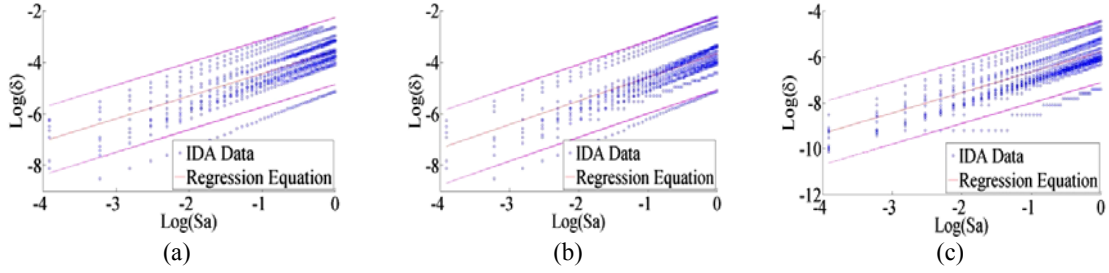 -2
-4
-6
-8
Log(δ)
-4 -3 -2 -1 0
Log(Sa)
IDA Data
Regression Equation
(a)
-2
-4
-6
-8
Log(δ)
-4 -3 -2 -1 0
Log(Sa)
IDA Data
Regression Equation
(b)
-4
-6
-8
-10
-12
Log(δ)
-4 -3 -2 -1 0
Log(Sa)
IDA Data
Regression Equation
(c)